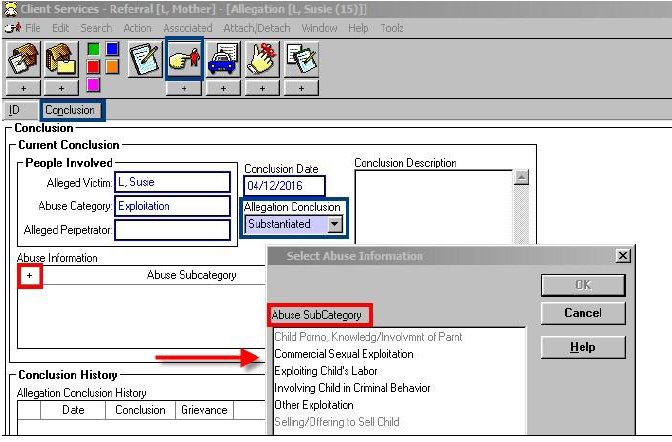 Client Services - Referral [L, Mother] - [Allegation [L, Susie (15)]]
File Edit Search Action Associated Attach/Detach Window Help Toolz
+ + + + + +
ID Conclusion
Conclusion
Current Conclusion
People Involved
Alleged Victim: L, Susie
Abuse Category: Exploitation
Alleged Perpetrator:
Conclusion Date
04/12/2016
Allegation Conclusion
Substantiated
Conclusion Description
Abuse Information
+ Abuse Subcategory
Select Abuse Information
OK
Cancel
Help
Abuse SubCategory
Child Porno, Knowledg/Involvmnt of Parnt
Commercial Sexual Exploitation
Exploiting Child's Labor
Involving Child in Criminal Behavior
Other Exploitation
Selling/Offering to Sell Child
Conclusion History
Allegation Conclusion History
Date Conclusion Grievance